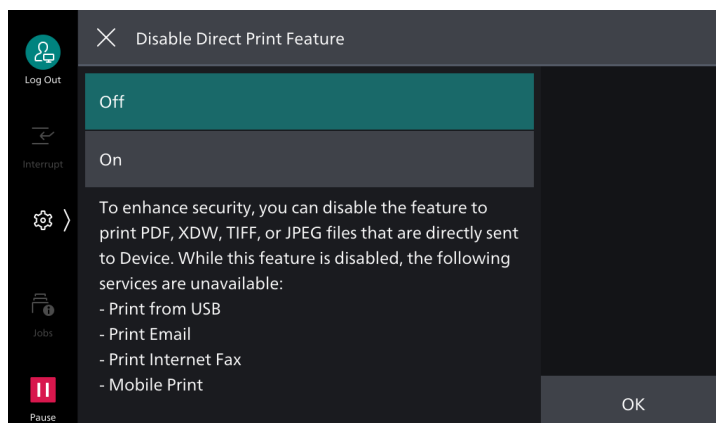 Disable Direct Print Feature
Log Out
Off
Interrupt
On
To enhance security, you can disable the feature to
print PDF, XDW, TIFF, or JPEG files that are directly sent
to Device. While this feature is disabled, the following
services are unavailable:
- Print from USB
- Print Email
- Print Internet Fax
- Mobile Print
Jobs
Pause
OK